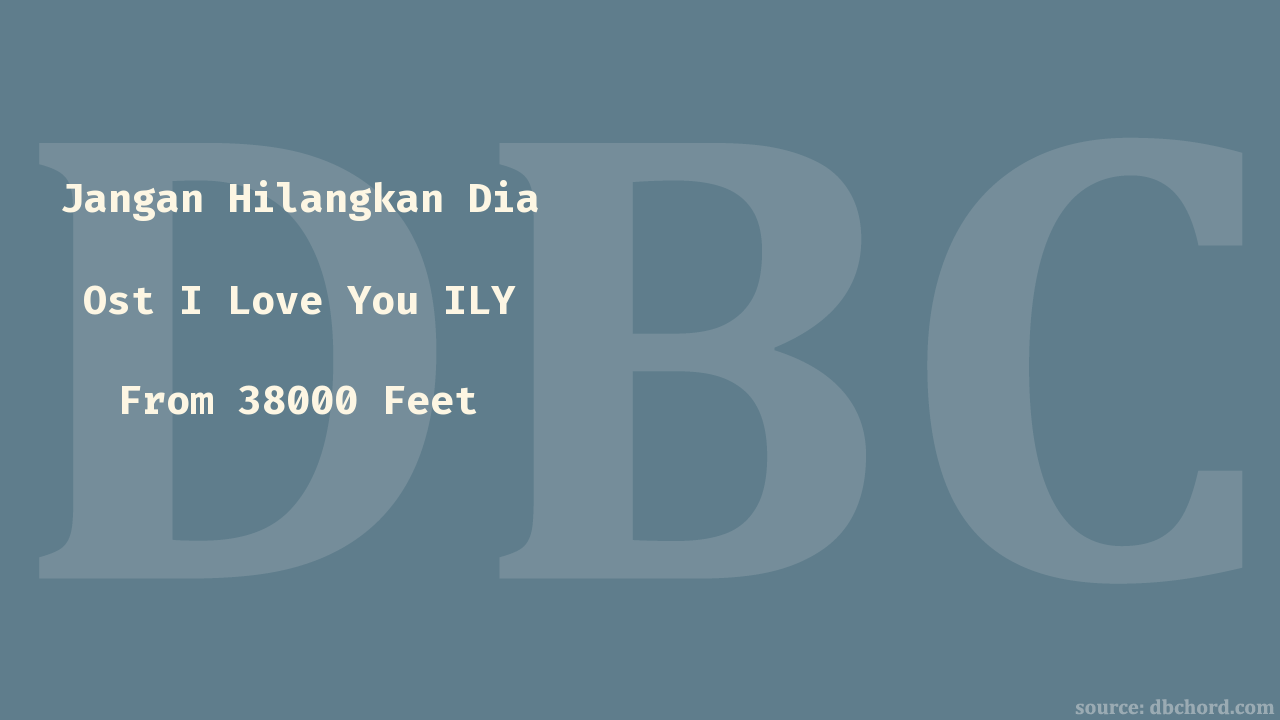 DBC
Jangan Hilangkan Dia
Ost I Love You ILY
From 38000 Feet
source: dbchord.com